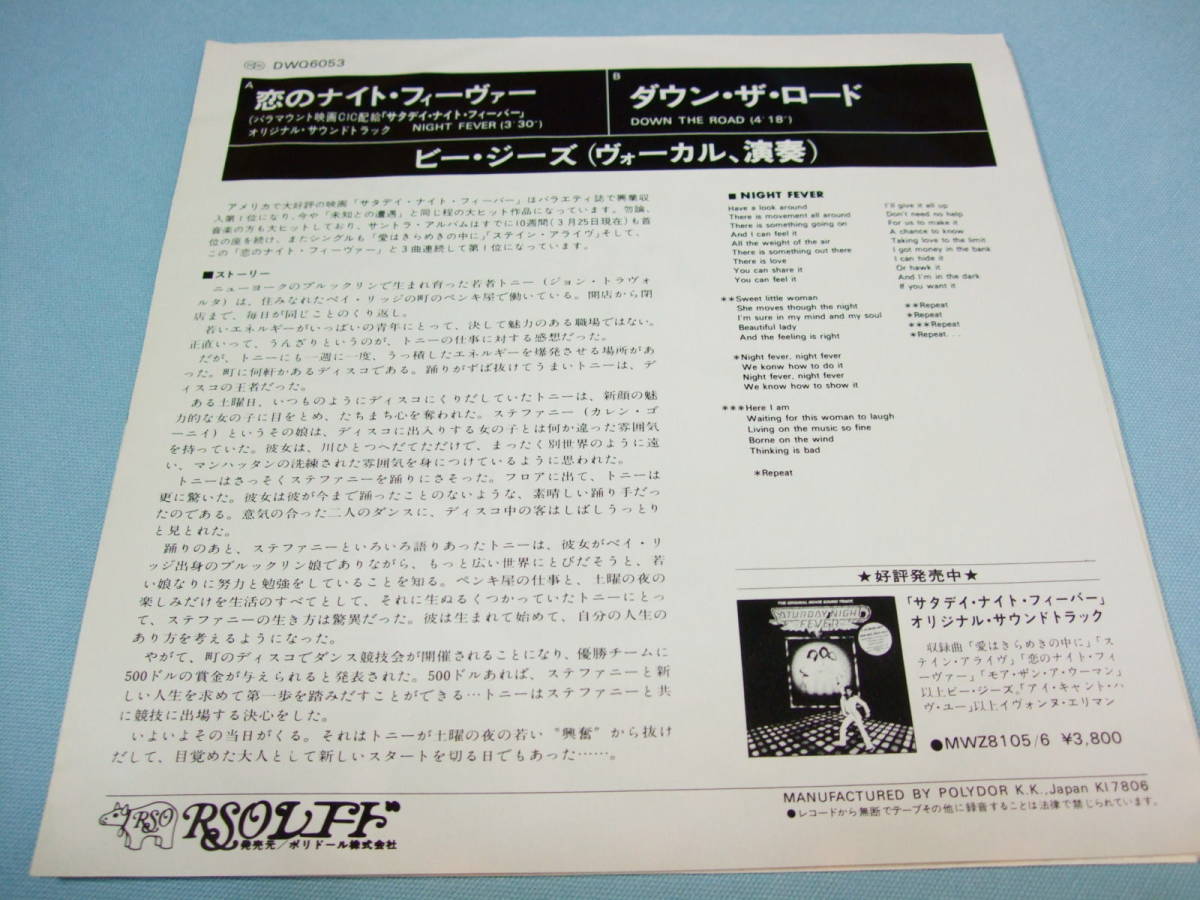 DWQ6053
A
恋のナイト・フィーヴァー
(パラマウント映画CIC配給「サタデイ・ナイト・フィーバー」
オリジナル・サウンドトラック NIGHT FEVER (3'30")
B
ダウン・ザ・ロード
DOWN THE ROAD (4'18")
ビー・ジーズ(ヴォーカル、演奏)
アメリカで大好評の映画「サタデイ・ナイト・フィーバー」はバラエティ誌で興業収
入第1位になり、今や「未知との遭遇」と同じ程の大ヒット作品になっています。勿論、
音楽の方も大ヒットしており、サントラ・アルバムはすでに10週間(3月25日現在)も首
位の座を続け、またシングルも「愛はきらめきの中に」「ステイン・アライヴ」そして、
この「恋のナイト・フィーヴァー」と3曲連続して第1位になっています。
■ストーリー
ニューヨークのブルックリンで生まれ育った若者トニー(ジョン・トラヴォ
ルタ)は、住みなれたベイ・リッジの町のペンキ屋で働いている。開店から閉
店まで、毎日が同じことのくり返し。
若いエネルギーがいっぱいの青年にとって、決して魅力のある職場ではない。
正直いって、うんざりというのが、トニーの仕事に対する感想だった。
だが、トニーにも一週に一度、うっ積したエネルギーを爆発させる場所があ
った。町に何軒かあるディスコである。踊りがずば抜けてうまいトニーは、デ
ィスコの王者だった。
ある土曜日、いつものようにディスコにくりだしていたトニーは、新顔の魅
力的な女の子に目をとめ、たちまち心を奪われた。ステファニー(カレン・ゴ
ーニイ)というその娘は、ディスコに出入りする女の子とは何か違った雰囲気
を持っていた。彼女は、川ひとつへだてただけで、まったく別世界のように遠
い、マンハッタンの洗練された雰囲気を身につけているように思われた。
トニーはさっそくステファニーを踊りにさそった。フロアに出て、トニーは
更に驚いた。彼女は彼が今まで踊ったことのないような、素晴しい踊り手だっ
たのである。意気の合った二人のダンスに、ディスコ中の客はしばしうっとり
と見とれた。
踊りのあと、ステファニーといろいろ語りあったトニーは、彼女がベイ・リ
ッジ出身のブルックリン娘でありながら、もっと広い世界にとびだそうと、若
い娘なりに努力と勉強をしていることを知る。ペンキ屋の仕事と、土曜の夜の
楽しみだけを生活のすべてとして、それに生ぬるくつかっていたトニーにとっ
て、ステファニーの生き方は驚異だった。彼は生まれて始めて、自分の人生の
あり方を考えるようになった。
やがて、町のディスコでダンス競技会が開催されることになり、優勝チームに
500ドルの賞金が与えられると発表された。500ドルあれば、ステファニーと新
しい人生を求めて第一歩を踏みだすことができる…トニーはステファニーと共
に競技に出場する決心をした。
いよいよその当日がくる。それはトニーが土曜の夜の若い“興奮”から抜け
だして、目覚めた大人として新しいスタートを切る日でもあった……。
■ NIGHT FEVER
Have a look around
There is movement all around
There is something going on
And I can feel it
All the weight of the air
There is something out there
There is love
You can share it
You can feel it
**Sweet little woman
She moves though the night
I'm sure in my mind and my soul
Beautiful lady
And the feeling is right
*Night fever, night fever
We konw how to do it
Night fever, night fever
We know how to show it
***Here I am
Waiting for this woman to laugh
Living on the music so fine
Borne on the wind
Thinking is bad
*Repeat
I'll give it all up
Don't need no help
For us to make it
A chance to know
Taking love to the limit
I got money in the bank
I can hide it
Or hawk it
And I'm in the dark
If you want it
**Repeat
*Repeat
***Repeat
*Repeat...
★好評発売中★
THE ORIGINAL MOVIE SOUND TRACK
SATURDAY NIGHT
FEVER
「サタデイ・ナイト・フィーバー」
オリジナル・サウンドトラック
収録曲「愛はきらめきの中に」「ス
テイン・アライヴ」「恋のナイト・フィ
ーヴァー」「モア・ザン・ア・ウーマン」
以上ビー・ジーズ。「アイ・キャント・ハ
ヴ・ユー」以上イヴォンヌ・エリマン
●MWZ8105/6 ¥3,800
RSO
RSOレコード
発売元/ポリドール株式会社
MANUFACTURED BY POLYDOR K.K., Japan KI7806
●レコードから無断でテープその他に録音することは法律で禁じられています。